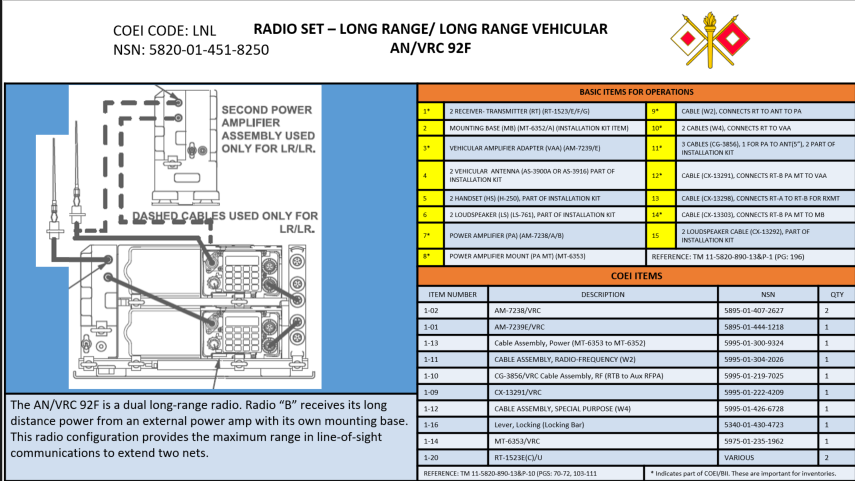 COEI CODE: LNL
NSN: 5820-01-451-8250
RADIO SET – LONG RANGE/ LONG RANGE VEHICULAR
AN/VRC 92F
SECOND POWER
AMPLIFIER
ASSEMBLY USED
ONLY FOR LR/LR.
DASHED CABLES USED ONLY FOR
LR/LR.
The AN/VRC 92F is a dual long-range radio. Radio “B” receives its long
distance power from an external power amp with its own mounting base.
This radio configuration provides the maximum range in line-of-sight
communications to extend two nets.
BASIC ITEMS FOR OPERATIONS
1* 2 RECEIVER- TRANSMITTER (RT) (RT-1523/E/F/G) 9* CABLE (W2), CONNECTS RT TO ANT TO PA
2 MOUNTING BASE (MB) (MT-6352/A) (INSTALLATION KIT ITEM) 10* 2 CABLES (W4), CONNECTS RT TO VAA
3* VEHICULAR AMPLIFIER ADAPTER (VAA) (AM-7239/E) 11* 3 CABLES (CG-3856), 1 FOR PA TO ANT(5”), 2 PART OF
INSTALLATION KIT
4 2 VEHICULAR ANTENNA (AS-3900A OR AS-3916) PART OF
INSTALLATION KIT 12* CABLE (CX-13291), CONNECTS RT-B PA MT TO VAA
5 2 HANDSET (HS) (H-250), PART OF INSTALLATION KIT 13 CABLE (CX-13298), CONNECTS RT-A TO RT-B FOR RXMT
6 2 LOUDSPEAKER (LS) (LS-761), PART OF INSTALLATION KIT 14* CABLE (CX-13303), CONNECTS RT-B PA MT TO MB
7* POWER AMPLIFIER (PA) (AM-7238/A/B) 15 2 LOUDSPEAKER CABLE (CX-13292), PART OF
INSTALLATION KIT
8* POWER AMPLIFIER MOUNT (PA MT) (MT-6353) REFERENCE: TM 11-5820-890-13&P-1 (PG: 196)
COEI ITEMS
ITEM NUMBER DESCRIPTION NSN QTY
1-02 AM-7238/VRC 5895-01-407-2627 2
1-01 AM-7239E/VRC 5895-01-444-1218 1
1-13 Cable Assembly, Power (MT-6353 to MT-6352) 5995-01-300-9324 1
1-11 CABLE ASSEMBLY, RADIO-FREQUENCY (W2) 5995-01-304-2026 1
1-10 CG-3856/VRC Cable Assembly, RF (RTB to Aux RFPA) 5995-01-219-7025 1
1-09 CX-13291/VRC 5995-01-222-4209 1
1-12 CABLE ASSEMBLY, SPECIAL PURPOSE (W4) 5995-01-426-6728 1
1-16 Lever, Locking (Locking Bar) 5340-01-430-4723 1
1-14 MT-6353/VRC 5975-01-235-1962 1
1-20 RT-1523E(C)/U VARIOUS 2
REFERENCE: TM 11-5820-890-13&P-10 (PGS: 70-72, 103-111 * Indicates part of COEI/BII. These are important for inventories.